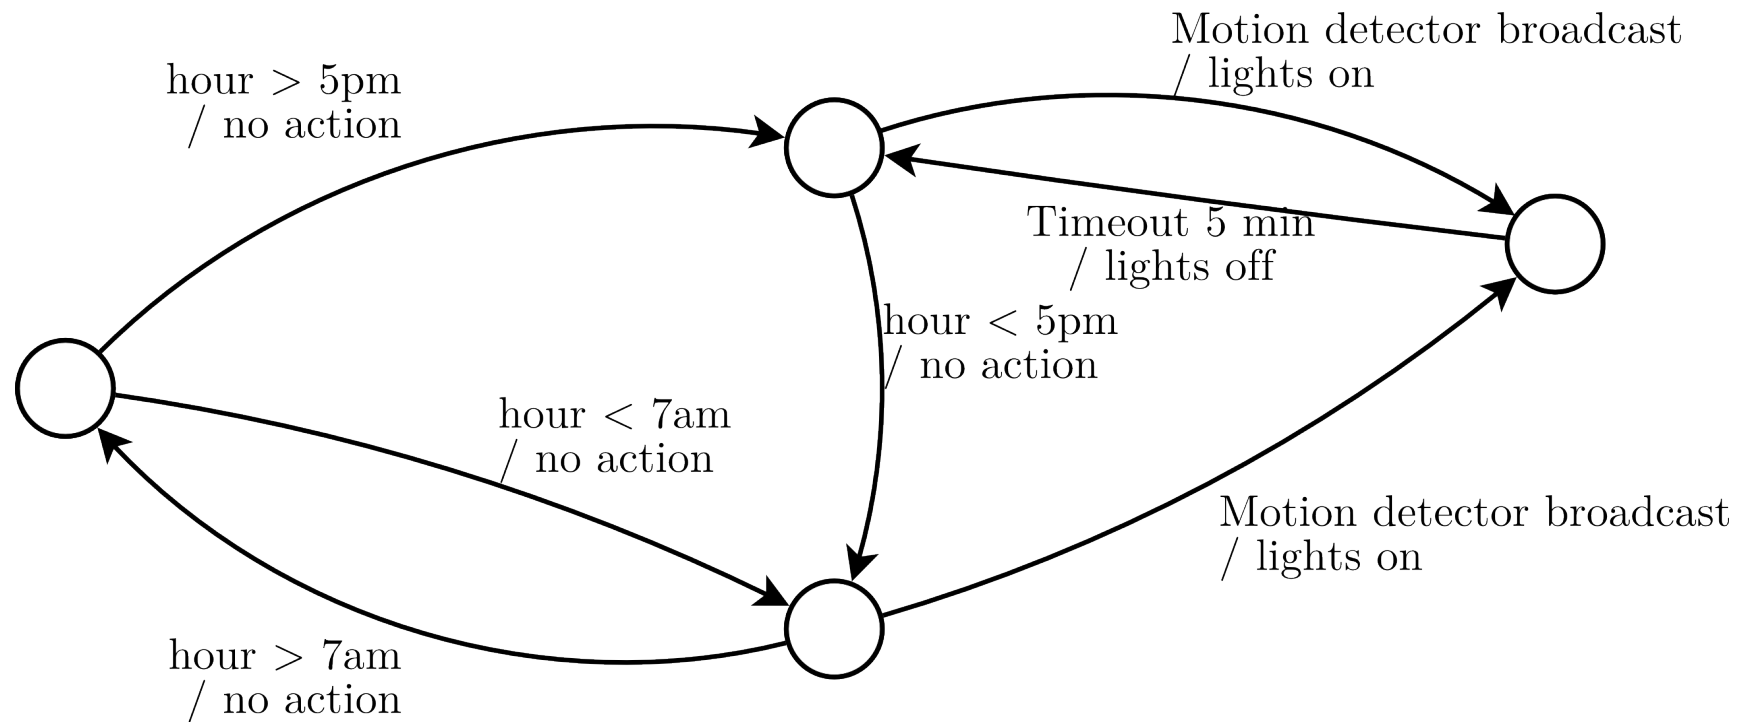 Motion detector broadcast
/ lights on
hour > 5pm
/ no action
Timeout 5 min
/ lights off
hour < 5pm
/ no action
hour < 7am
/ no action
Motion detector broadcast
/ lights on
hour > 7am
/ no action